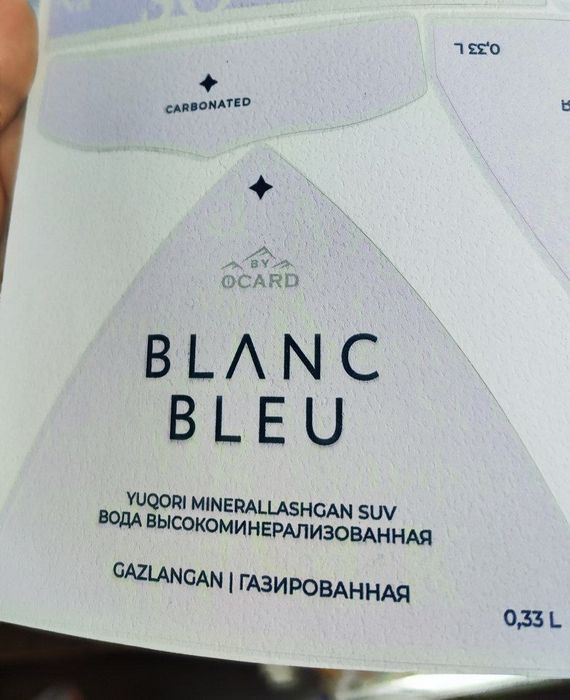 0,33 L
CARBONATED
BY
OCARD
BLANC
BLEU
YUQORI MINERALLASHGAN SUV
ВОДА ВЫСОКОМИНЕРАЛИЗОВАННАЯ
GAZLANGAN | ГАЗИРОВАННАЯ
0,33 L